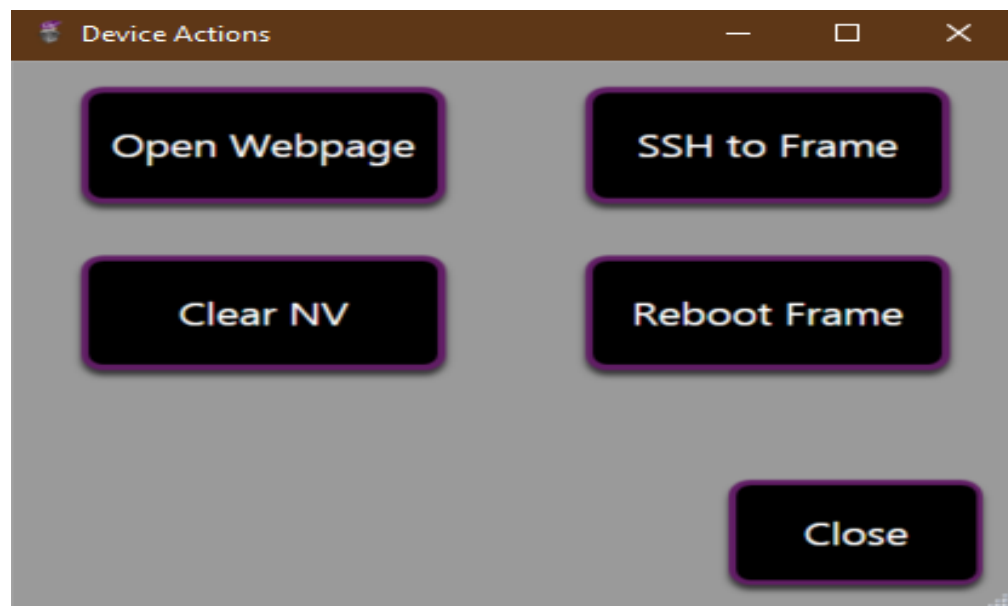 Device Actions
Open Webpage
SSH to Frame
Clear NV
Reboot Frame
Close